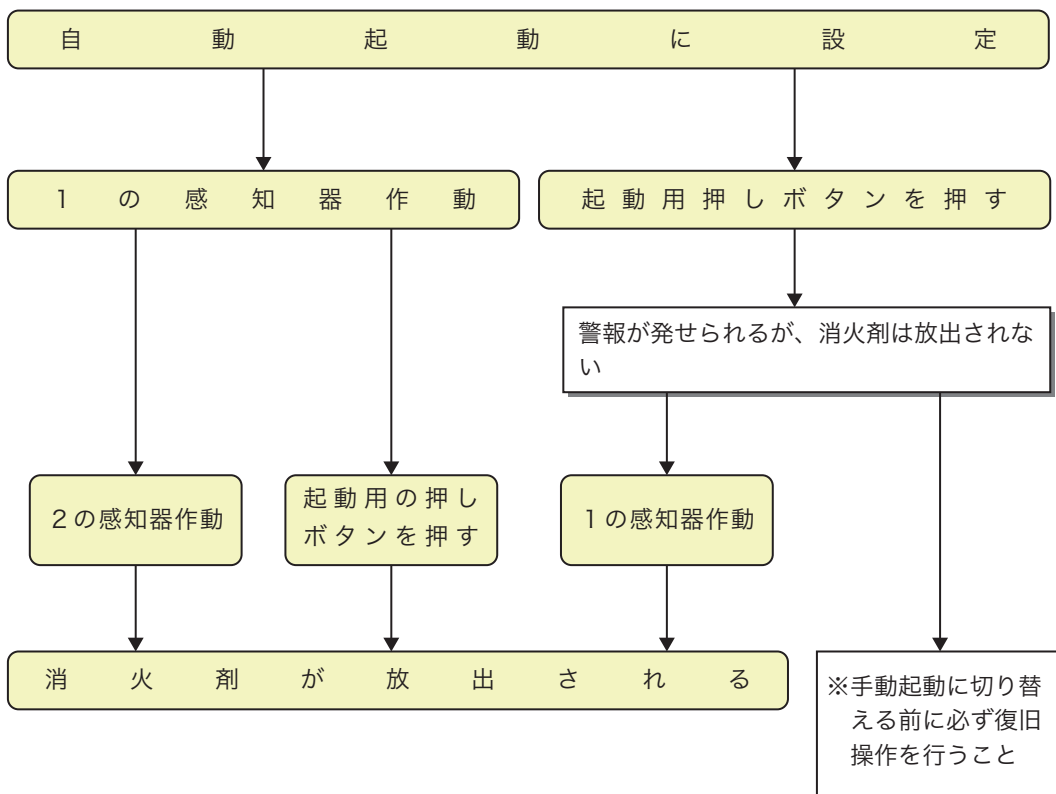 自動起動に設定
1の感知器作動
起動用押しボタンを押す
警報が発せられるが、消火剤は放出されな
い
2の感知器作動
起動用の押し
ボタンを押す
1の感知器作動
消火剤が放出される
※手動起動に切り替
える前に必ず復旧
操作を行うこと